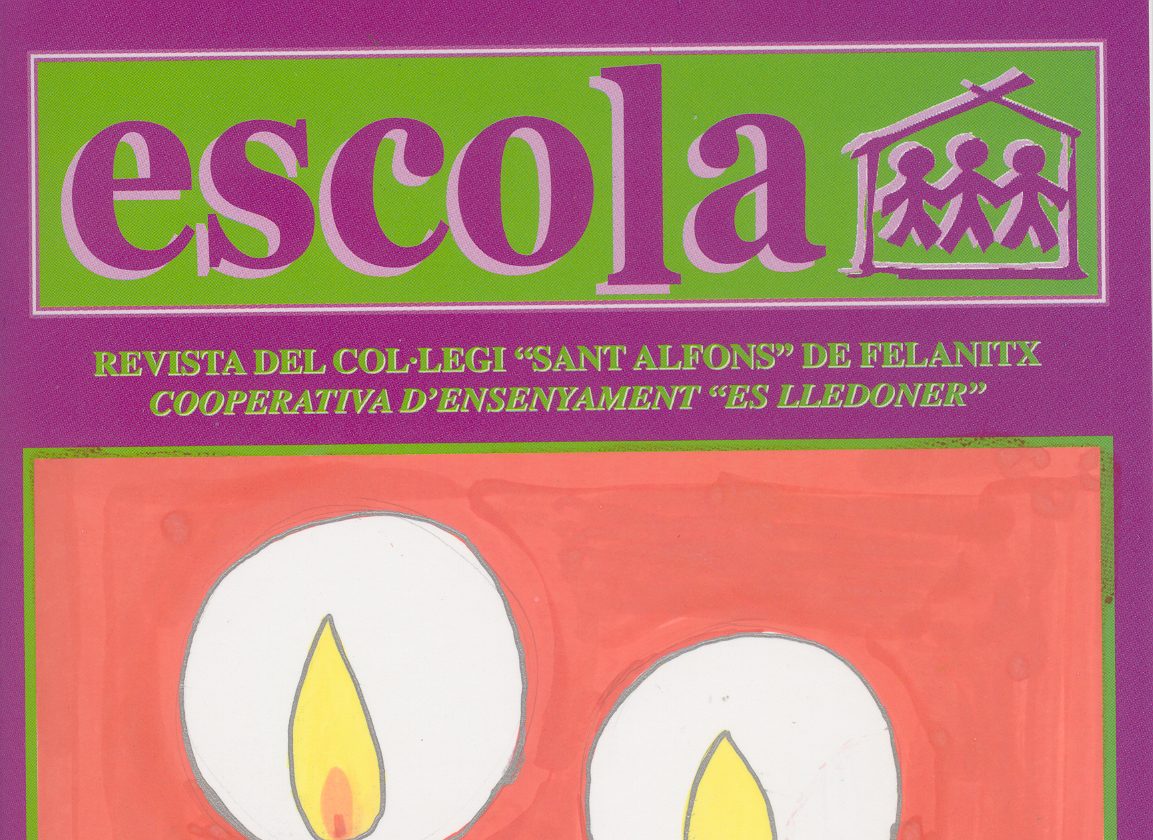 escola
REVISTA DEL COL·LEGI “SANT ALFONS” DE FELANITX
COOPERATIVA D’ENSENYAMENT “ES LLEDONER”